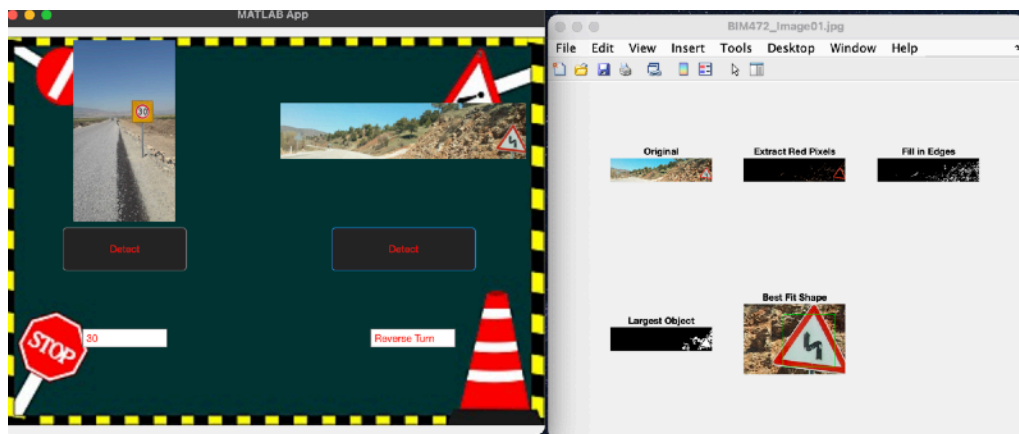 MATLAB App
30
Detect
Detect
STOP
30
Reverse Turn
BIM472_Image01.jpg
File Edit View Insert Tools Desktop Window Help
Original
Extract Red Pixels
Fill in Edges
Largest Object
Best Fit Shape